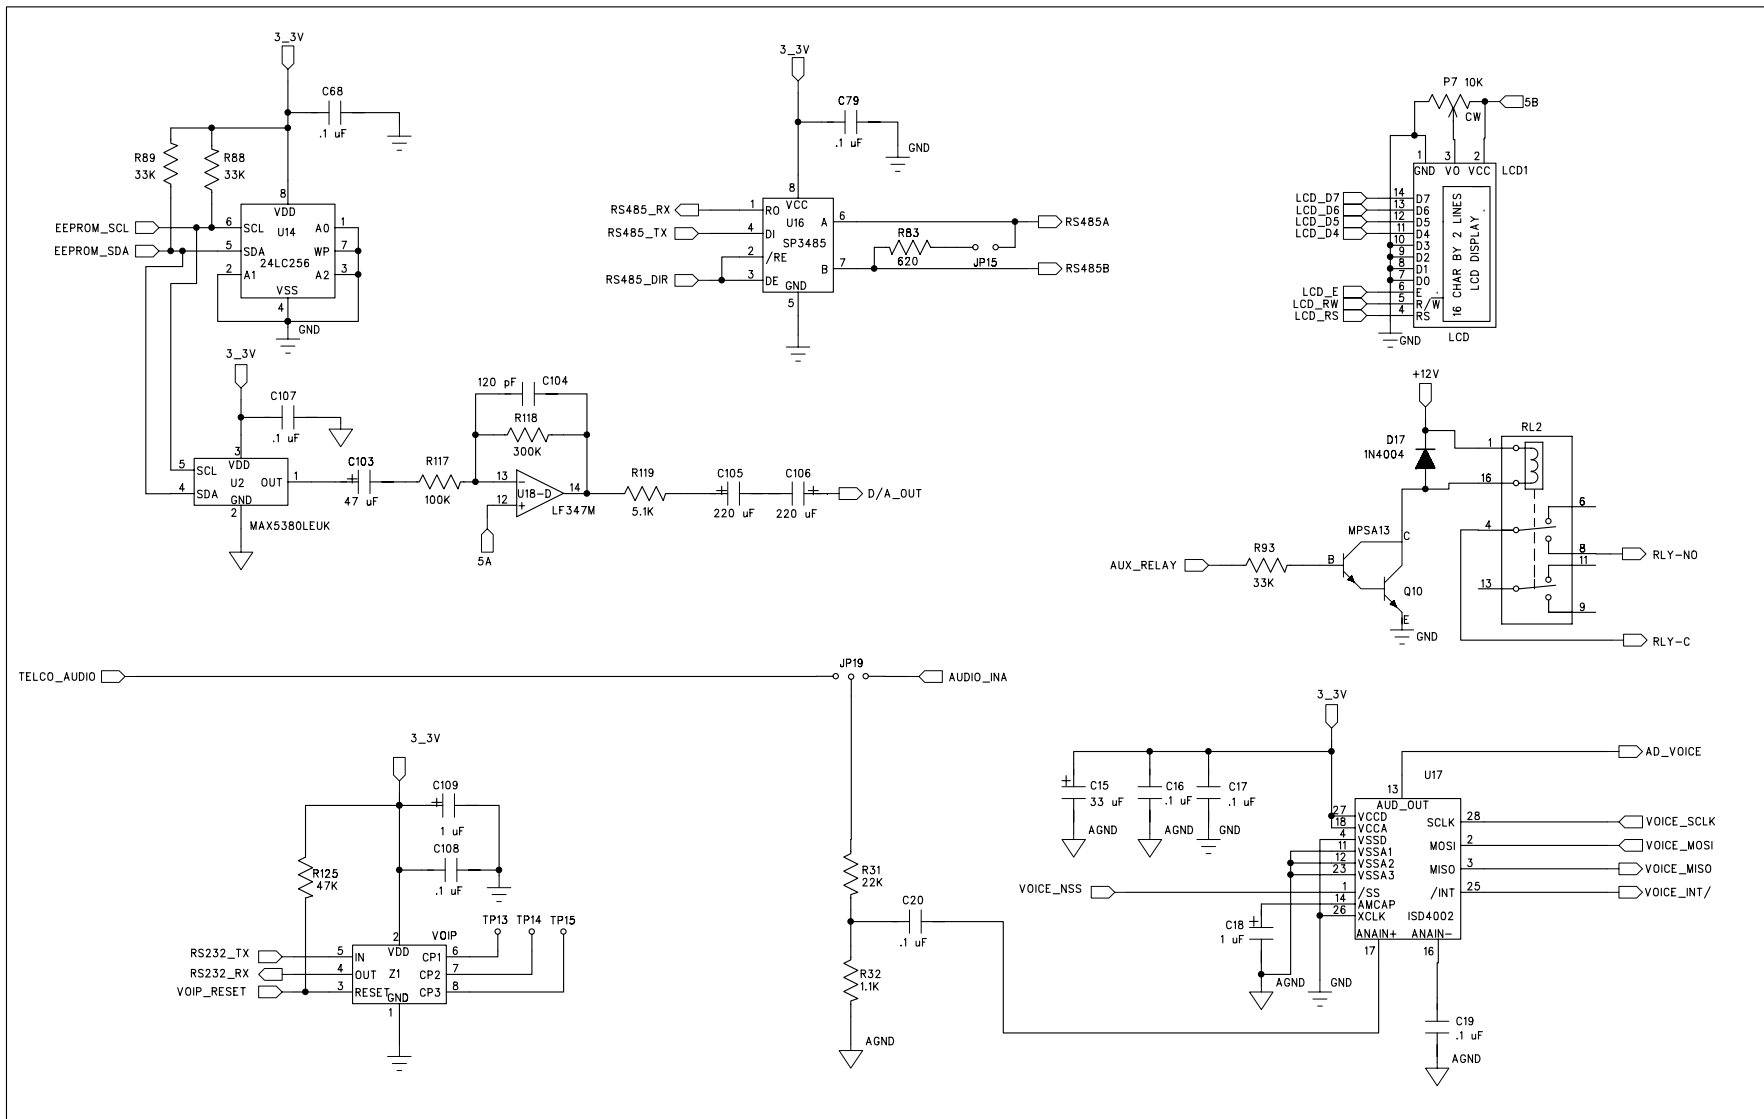 3_3V
C68
.1 uF
R89
33K
R88
33K
8
VDD
EEPROM_SCL
6
SCL
A0
1
U14
EEPROM_SDA
5
SDA
WP
7
24LC256
2
A1
A2
3
VSS
4
GND
3_3V
C79
.1 uF
GND
8
VCC
RS485_RX
1
RO
U16
A
6
RS485A
RS485_TX
4
DI
SP3485
R83
620
JP15
2
/RE
B
7
RS485B
RS485_DIR
3
DE
GND
5
P7 10K
5B
CW
1
3
2
GND
VO
VCC
LCD1
LCD_D7
14
D7
LCD_D6
13
D6
LCD_D5
12
D5
LCD_D4
11
D4
10
D3
9
D2
8
D1
7
D0
LCD_E
6
E
LCD_RW
5
R/W
LCD_RS
4
RS
16 CHAR BY 2 LINES
LCD DISPLAY
GND
LCD
3_3V
C107
.1 uF
3
VDD
5
SCL
U2
OUT
1
4
SDA
GND
2
MAX5380LEUK
C103
47 uF
R117
100K
120 pF
C104
R118
300K
13
U18-D
14
12
LF347M
5A
R119
5.1K
C105
220 uF
C106
220 uF
D/A_OUT
+12V
D17
1N4004
RL2
1
16
6
4
8
RLY-NO
11
13
9
RLY-C
MPSA13
C
AUX_RELAY
R93
33K
B
Q10
E
GND
TELCO_AUDIO
JP19
AUDIO_INA
3_3V
C109
1 uF
C108
.1 uF
R125
47K
TP13
TP14
TP15
2
VOIP
VDD
RS232_TX
5
IN
CP1
6
RS232_RX
4
OUT
Z1
CP2
7
VOIP_RESET
3
RESET
GND
CP3
8
1
R31
22K
C20
.1 uF
R32
1.1K
AGND
3_3V
C15
33 uF
AGND
C16
.1 uF
AGND
C17
.1 uF
GND
AD_VOICE
U17
13
AUD_OUT
27
VCCD
18
VCCA
4
VSSD
11
VSSA1
12
VSSA2
23
VSSA3
VOICE_NSS
1
/SS
14
AMCAP
26
XCLK
SCLK
28
VOICE_SCLK
MOSI
2
VOICE_MOSI
MISO
3
VOICE_MISO
/INT
25
VOICE_INT/
ISD4002
ANAIN+
ANAIN-
17
16
C18
1 uF
AGND
GND
C19
.1 uF
AGND